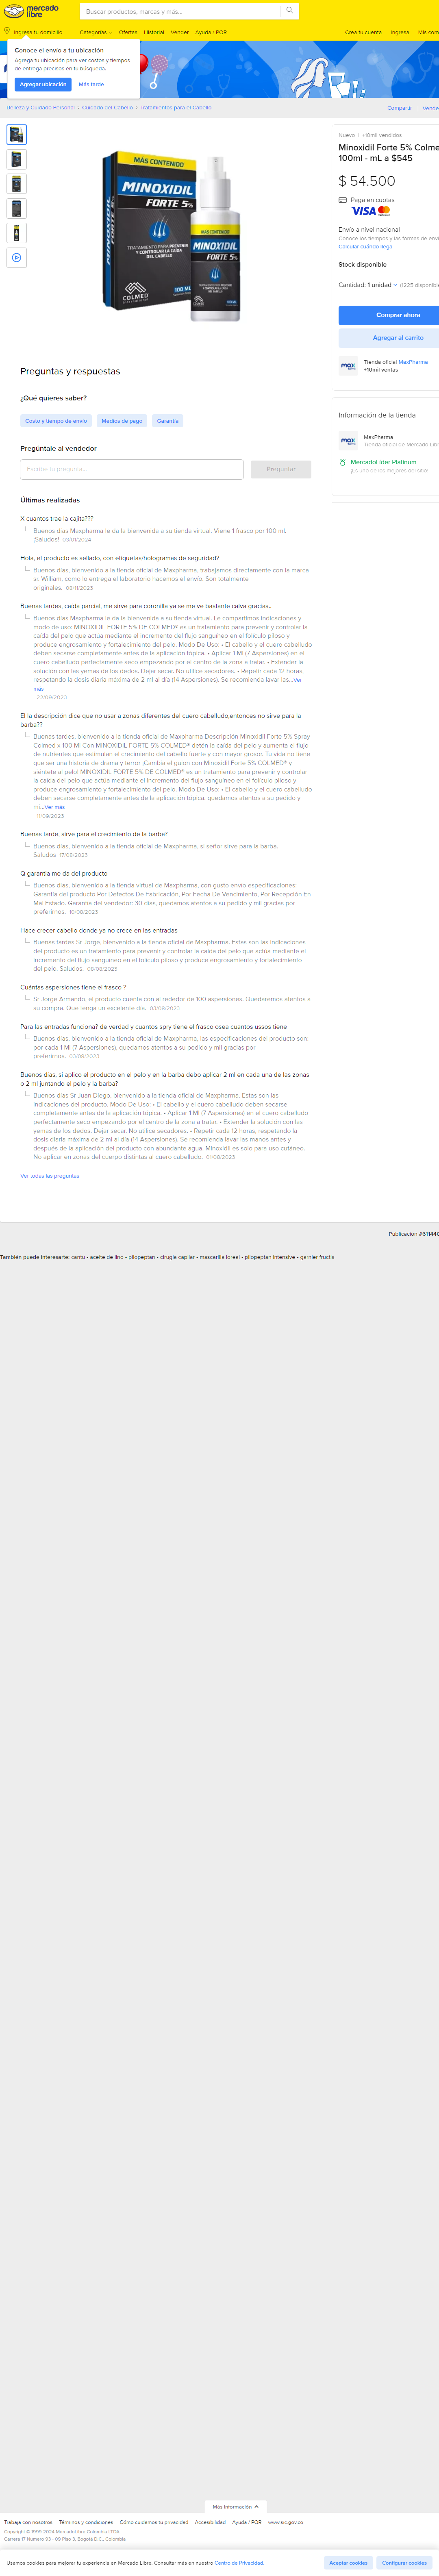 mercado
libre
Buscar productos, marcas y más...
Ingresa tu domicilio
Categorías
Ofertas
Historial
Vender
Ayuda / PQR
Crea tu cuenta
Ingresa
Mis com
Conoce el envío a tu ubicación
Agrega tu ubicación para ver costos y tiempos
de entrega precisos en tu búsqueda.
Agregar ubicación
Más tarde
Belleza y Cuidado Personal
Cuidado del Cabello
Tratamientos para el Cabello
Compartir
Vende
MÁS CONTENIDO
MINOXIDIL
FORTE 5%
TRATAMIENTO PARA
PREVENIR
Y CONTROLAR
LA CAÍDA
COLMED
100 ML
Nuevo | +10mil vendidos
Minoxidil Forte 5% Colme
100ml - mL a $545
$ 54.500
Paga en cuotas
VISA
Envío a nivel nacional
Conoce los tiempos y las formas de enví
Calcular cuándo llega
Stock disponible
Cantidad: 1 unidad (1225 disponible
Comprar ahora
Agregar al carrito
Tienda oficial MaxPharma
+10mil ventas
Información de la tienda
MaxPharma
Tienda oficial de Mercado Libr
MercadoLíder Platinum
¡Es uno de los mejores del sitio!
Preguntas y respuestas
¿Qué quieres saber?
Costo y tiempo de envío
Medios de pago
Garantía
Pregúntale al vendedor
Escribe tu pregunta...
Preguntar
Últimas realizadas
X cuantos trae la cajita???
Buenos días Maxpharma le da la bienvenida a su tienda virtual. Viene 1 frasco por 100 ml.
¡Saludos! 03/01/2024
Hola, el producto es sellado, con etiquetas/hologramas de seguridad?
Buenos días, bienvenido a la tienda oficial de Maxpharma, trabajamos directamente con la marca
sr. William, como lo entrega el laboratorio hacemos el envio. Son totalmente
originales. 08/11/2023
Buenas tardes, caída parcial, me sirve para coronilla ya se me ve bastante calva gracias..
Buenos días Maxpharma le da la bienvenida a su tienda virtual. Le compartimos indicaciones y
modo de uso: MINOXIDIL FORTE 5% DE COLMED® es un tratamiento para prevenir y controlar la
caída del pelo que actúa mediante el incremento del flujo sanguíneo en el folículo piloso y
produce engrosamiento y fortalecimiento del pelo. Modo De Uso: • El cabello y el cuero cabelludo
deben secarse completamente antes de la aplicación tópica. • Aplicar 1 Ml (7 Aspersiones) en el
cuero cabelludo perfectamente seco empezando por el centro de la zona a tratar. • Extender la
solución con las yemas de los dedos. Dejar secar. No utilice secadores. • Repetir cada 12 horas,
respetando la dosis diaria máxima de 2 ml al día (14 Aspersiones). Se recomienda lavar las...Ver
más
22/09/2023
El la descripción dice que no usar a zonas diferentes del cuero cabelludo,entonces no sirve para la
barba??
Buenas tardes, bienvenido a la tienda oficial de Maxpharma.Descripción Minoxidil Forte 5% Spray
Colmed x 100 Ml Con MINOXIDIL FORTE 5% COLMED® detén la caída del pelo y aumenta el flujo
de nutrientes que estimulan el crecimiento y fortalecimiento de tu cuero cabelludo. Tu vida no tiene
que ser una historia de drama y terror ¡Cambia el guion con Minoxidil Forte 5% COLMED® y
siéntete al pelo! MINOXIDIL FORTE 5% DE COLMED® es un tratamiento para prevenir y controlar
la caída del pelo que actúa mediante el incremento del flujo sanguíneo en el folículo piloso y
produce engrosamiento y fortalecimiento del pelo. Modo De Uso: • El cabello y el cuero cabelludo
deben secarse completamente antes de la aplicación tópica. quedamos atentos a su pedido y
mi...Ver más
11/09/2023
Buenas tarde, sirve para el crecimiento de la barba?
Buenos días, bienvenido a la tienda oficial de Maxpharma, si señor sirve para la barba.
Saludos 17/08/2023
Q garantia me da del producto
Buenos días, bienvenido a la tienda virtual de Maxpharma, con gusto envio especificaciones:
Garantía del producto Por Defectos De Fabricación, Por Fecha De Vencimiento, Por Recepción En
Mal Estado. Garantía del vendedor: 30 días, quedamos atentos a su pedido y mil gracias por
preferirnos. 10/08/2023
Hace crecer cabello donde ya no crece en las entradas
Buenas tardes Sr Jorge, bienvenido a la tienda oficial de Maxpharma. Estas son las indicaciones
del producto es un tratamiento para prevenir y controlar la caída del pelo que actúa mediante el
incremento del flujo sanguíneo en el folículo piloso y produce engrosamiento y fortalecimiento
del pelo. Saludos. 08/08/2023
Cuántas aspersiones tiene el frasco ?
Sr Jorge Armando, el producto cuenta con al rededor de 100 aspersiones. Quedaremos atentos a
su compra. Que tenga un excelente dia. 03/08/2023
Para las entradas funciona? de verdad y cuantos spry tiene el frasco osea cuantos ussos tiene
Buenos días, bienvenido a la tienda oficial de Maxpharma, las especificaciones del producto son:
por cada 1 Ml (7 Aspersiones), quedamos atentos a su pedido y mil gracias por
preferirnos. 03/08/2023
Buenos días, si aplico el producto en el pelo y en la barba debo aplicar 2 ml en cada una de las zonas
o 2 ml juntando el pelo y la barba?
Buenos días Sr Juan Diego, bienvenido a la tienda oficial de Maxpharma. Estas son las
indicaciones del producto. Modo De Uso: • El cabello y el cuero cabelludo deben secarse
completamente antes de la aplicación tópica. • Aplicar 1 Ml (7 Aspersiones) en el cuero cabelludo
perfectamente seco empezando por el centro de la zona a tratar. • Extender la solución con las
yemas de los dedos. Dejar secar. No utilice secadores. • Repetir cada 12 horas, respetando la
dosis diaria máxima de 2 ml al día (14 Aspersiones). Se recomienda lavar las manos antes y
después de la aplicación del producto con abundante agua. Minoxidil es solo para uso cutáneo.
No aplicar en zonas del cuerpo distintas al cuero cabelludo. 01/08/2023
Ver todas las preguntas
Publicación #611440
También puede interesarte: cantu - aceite de lino - pilopeptan - cirugia capilar - mascarilla loreal - pilopeptan intensive - garnier fructis
Más información
Trabaja con nosotros
Términos y condiciones
Cómo cuidamos tu privacidad
Accesibilidad
Ayuda / PQR
www.sic.gov.co
Copyright © 1999-2024 MercadoLibre Colombia LTDA.
Carrera 17 Numero 93 - 09 Piso 3, Bogotá D.C., Colombia
Usamos cookies para mejorar tu experiencia en Mercado Libre. Consultar más en nuestro Centro de Privacidad.
Aceptar cookies
Configurar cookies